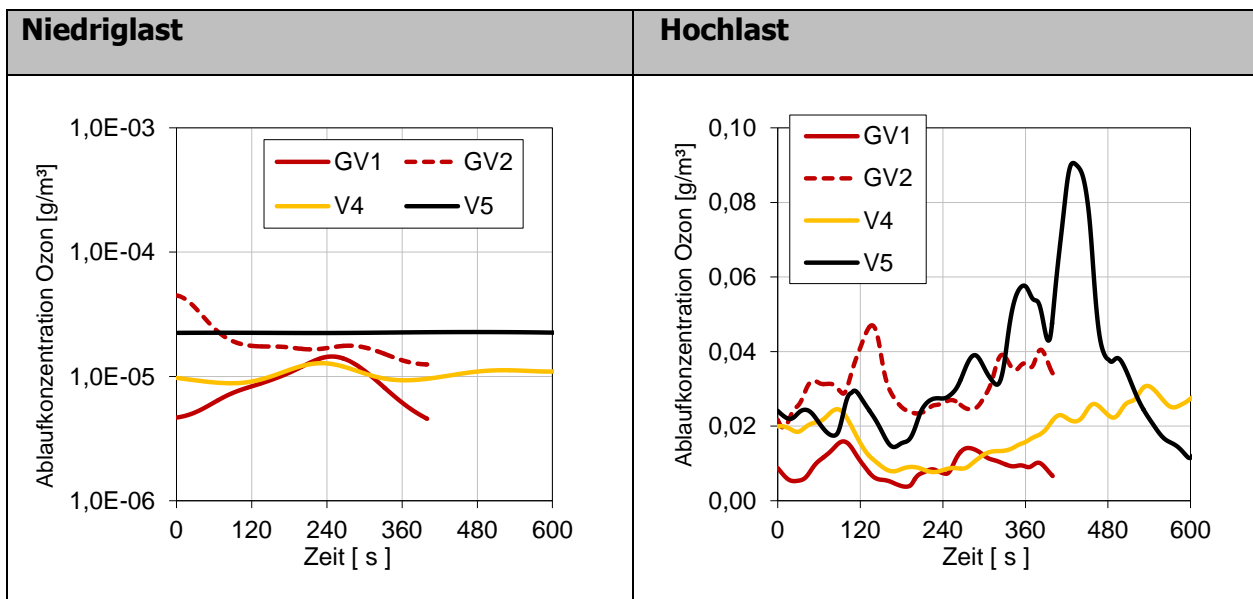 Niedriglast
Hochlast
Ablaufkonzentration Ozon [g/m³]
1,0E-03
1,0E-04
1,0E-05
1,0E-06
GV1 GV2
V4 V5
0 120 240 360 480 600
Zeit [ s ]
Ablaufkonzentration Ozon [g/m³]
0,10
0,08
0,06
0,04
0,02
0,00
GV1
GV2
V4
V5
0 120 240 360 480 600
Zeit [ s ]